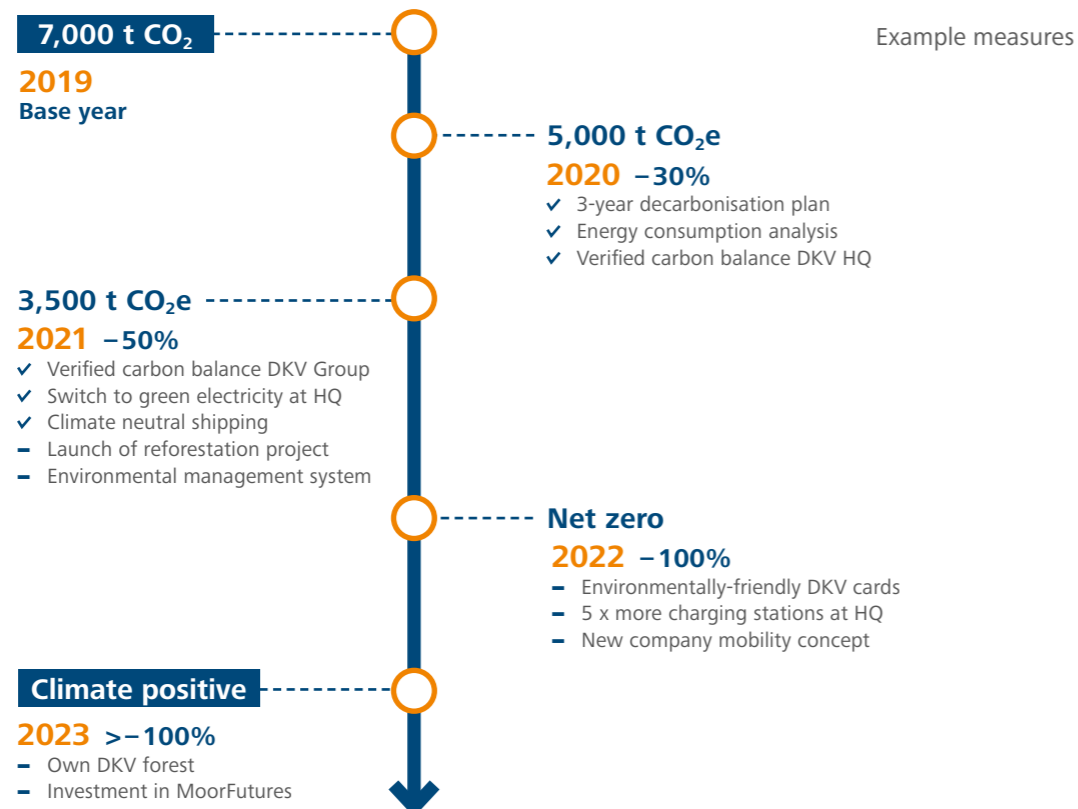 7,000 t CO₂
Example measures
2019
Base year
5,000 t CO₂e
2020 –30%
✓ 3-year decarbonisation plan
✓ Energy consumption analysis
✓ Verified carbon balance DKV HQ
3,500 t CO₂e
2021 –50%
✓ Verified carbon balance DKV Group
✓ Switch to green electricity at HQ
✓ Climate neutral shipping
– Launch of reforestation project
– Environmental management system
Net zero
2022 –100%
– Environmentally-friendly DKV cards
– 5 x more charging stations at HQ
– New company mobility concept
Climate positive
2023 >–100%
– Own DKV forest
– Investment in MoorFutures